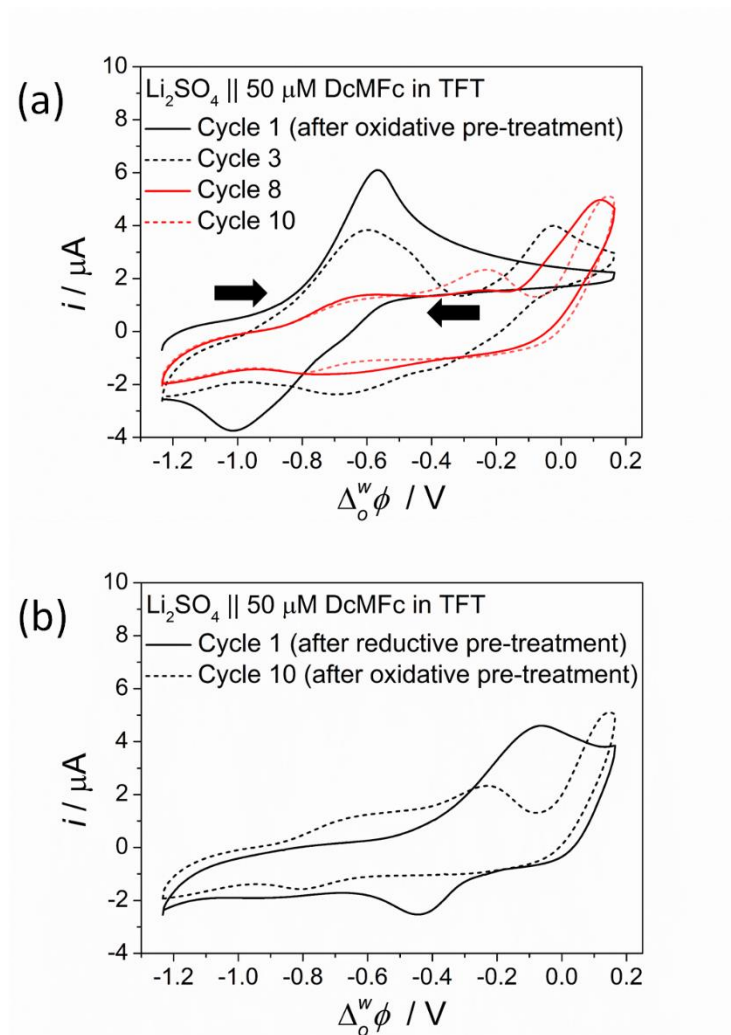 (a)
Li₂SO₄ || 50 μM DcMFc in TFT
Cycle 1 (after oxidative pre-treatment)
Cycle 3
Cycle 8
Cycle 10
i / μA
10
8
6
4
2
0
-2
-4
-1.2 -1.0 -0.8 -0.6 -0.4 -0.2 0.0 0.2
Δₒʷϕ / V
(b)
Li₂SO₄ || 50 μM DcMFc in TFT
Cycle 1 (after reductive pre-treatment)
Cycle 10 (after oxidative pre-treatment)
i / μA
10
8
6
4
2
0
-2
-4
-1.2 -1.0 -0.8 -0.6 -0.4 -0.2 0.0 0.2
Δₒʷϕ / V